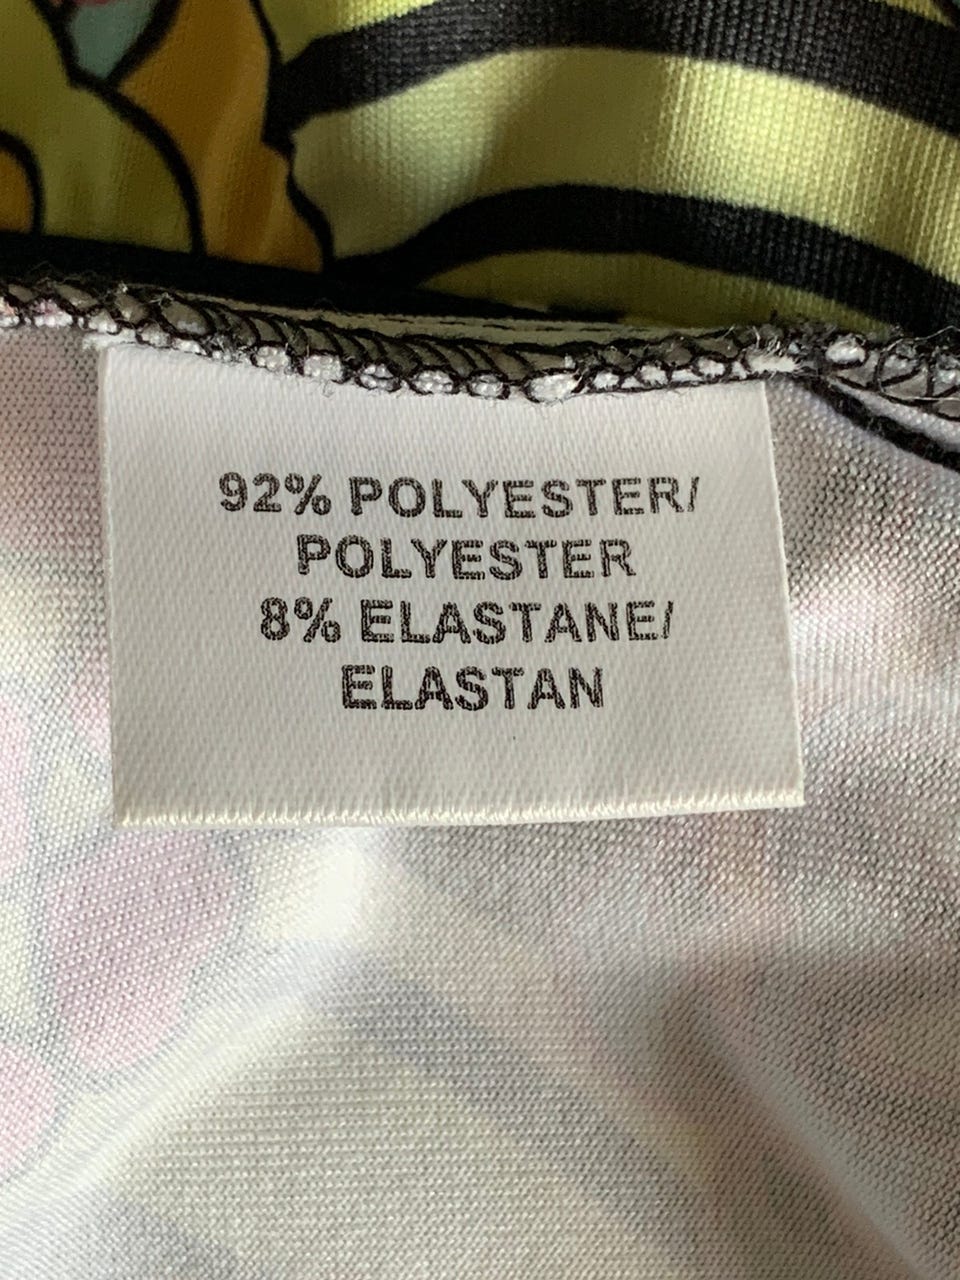 92% POLYESTER/
POLYESTER
8% ELASTANE/
ELASTAN